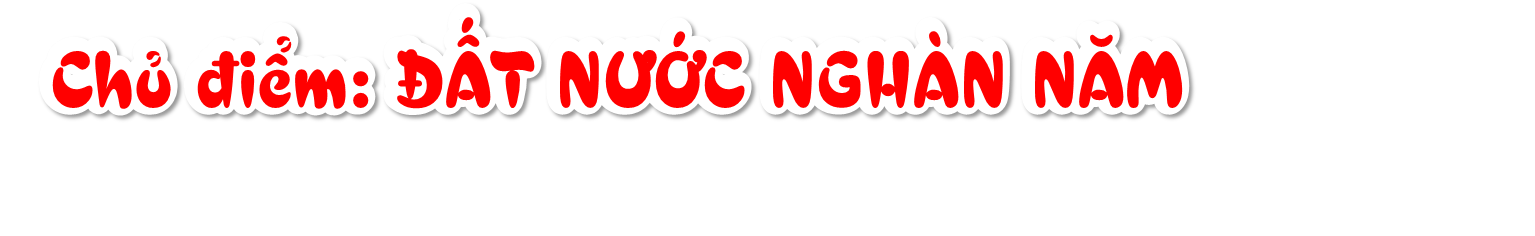 Chủ điểm: ĐẤT NƯỚC NGHÀN NĂM